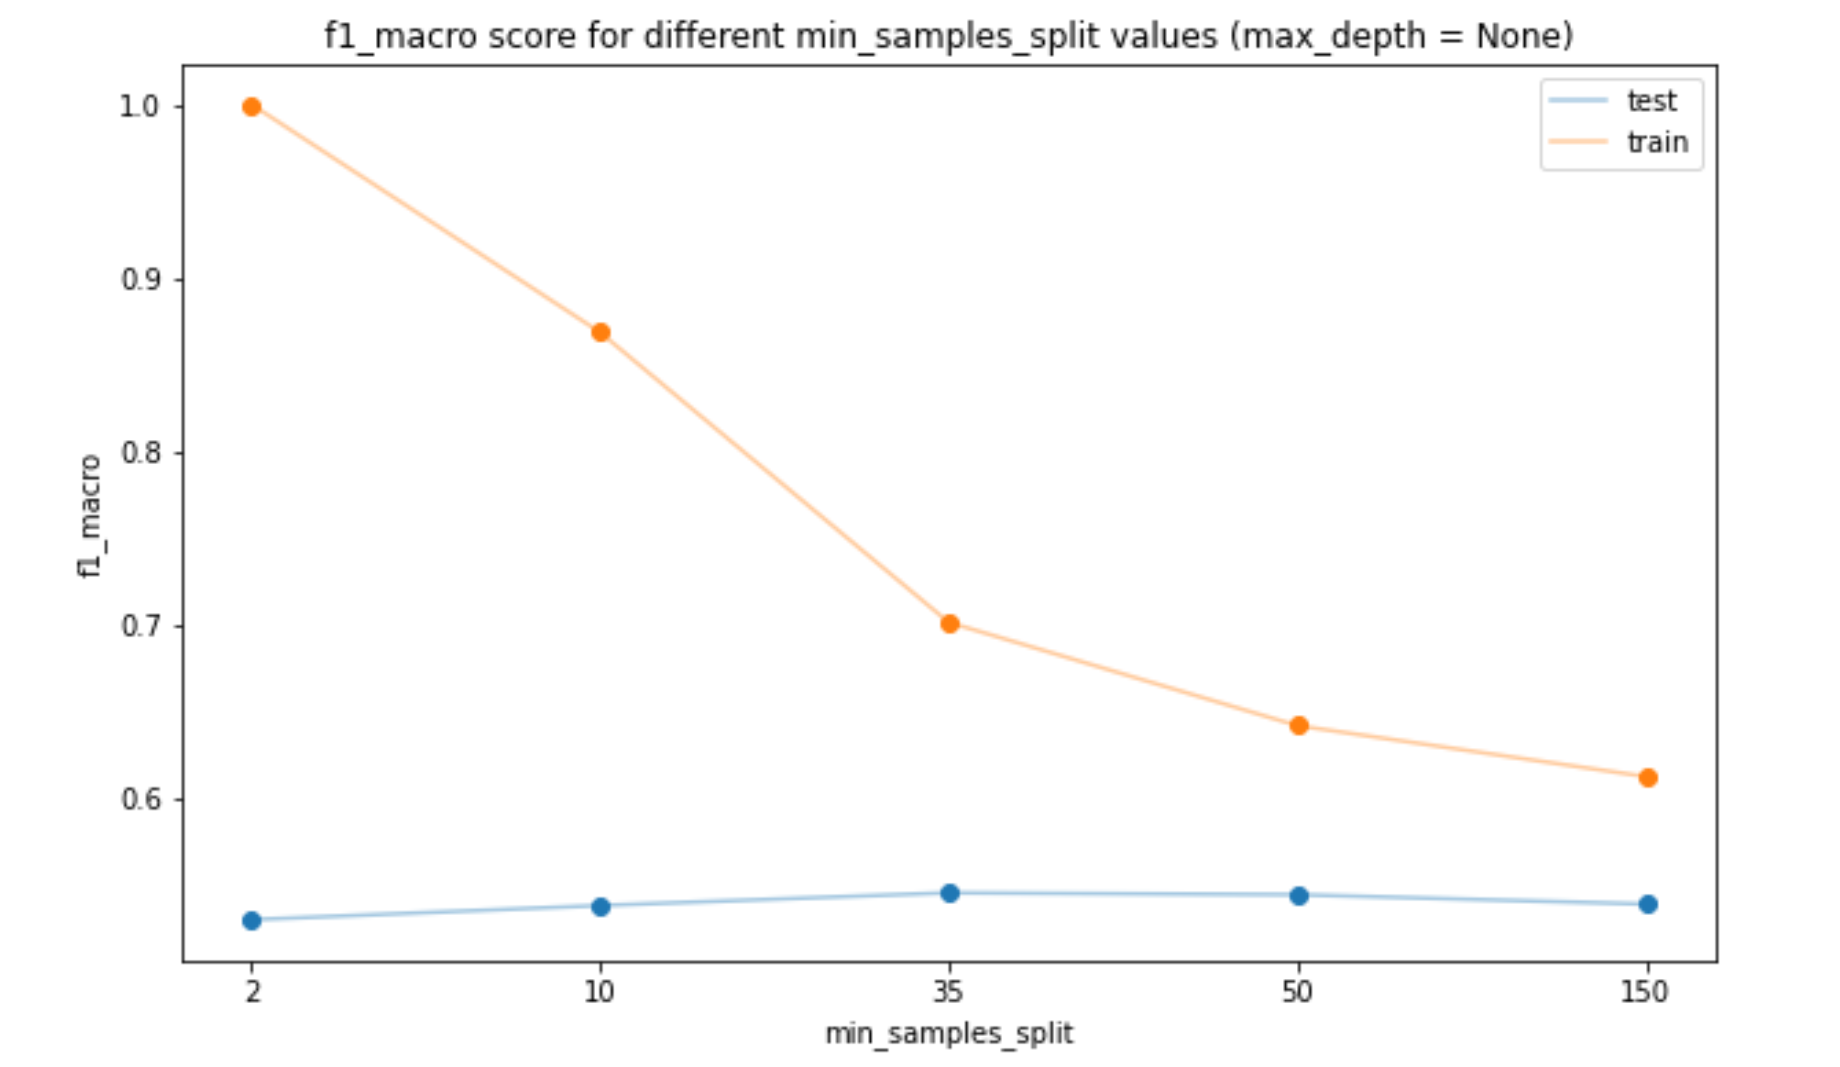 f1_macro score for different min_samples_split values (max_depth = None)
test
train
1.0
0.9
0.8
0.7
0.6
f1_macro
2 10 35 50 150
min_samples_split